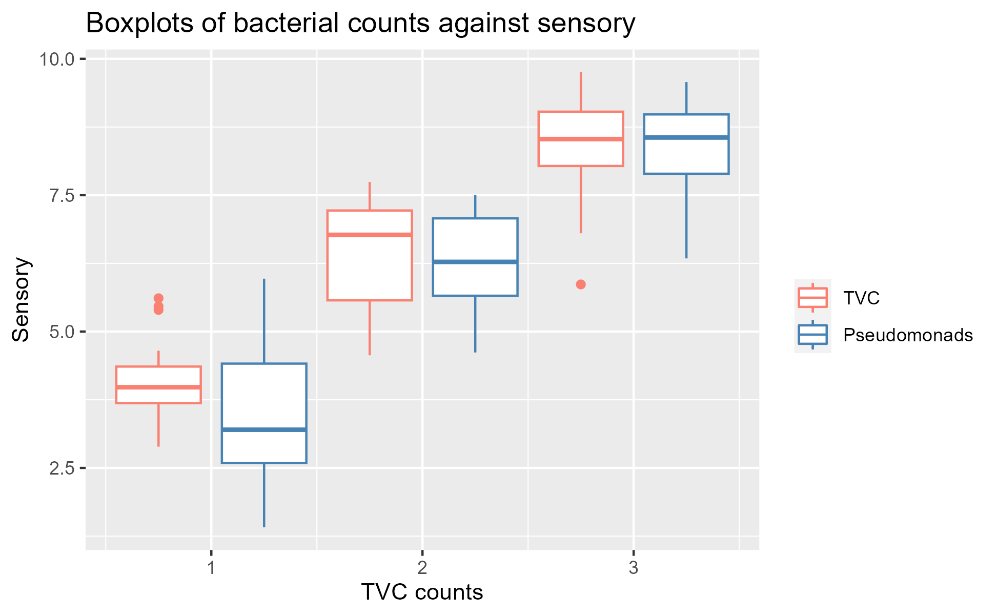 Boxplots of bacterial counts against sensory
10.0
7.5
5.0
2.5
Sensory
1
2
3
TVC counts
TVC
Pseudomonads